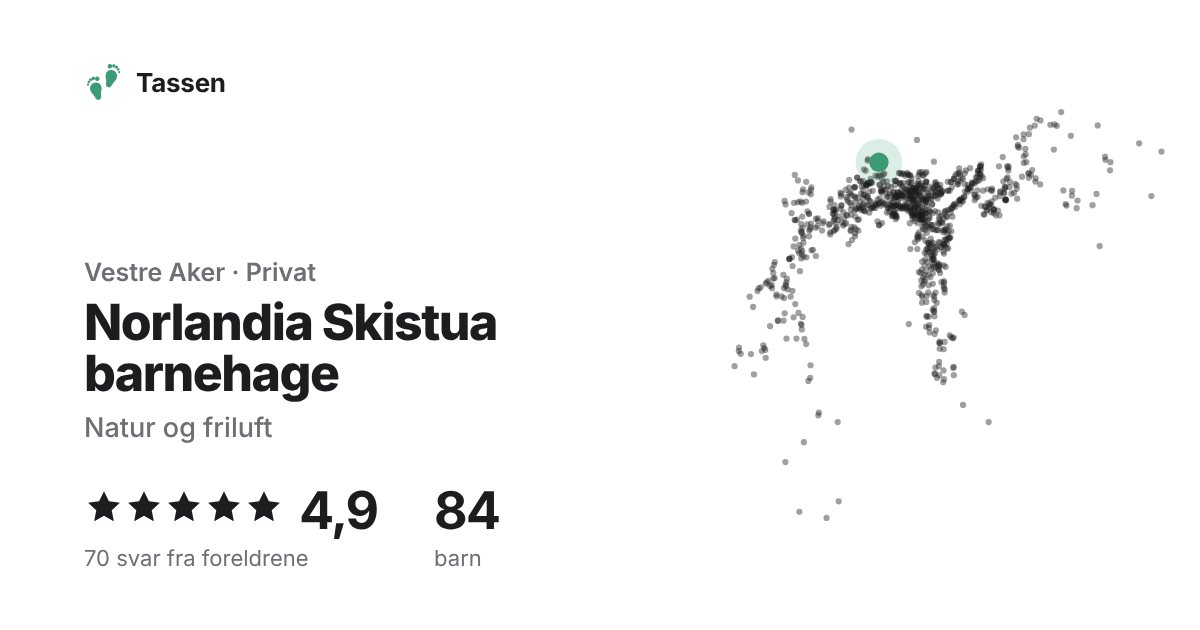 Tassen
Vestre Aker · Privat
Norlandia Skistua
barnehage
Natur og friluft
4,9
84
70 svar fra foreldrene
barn